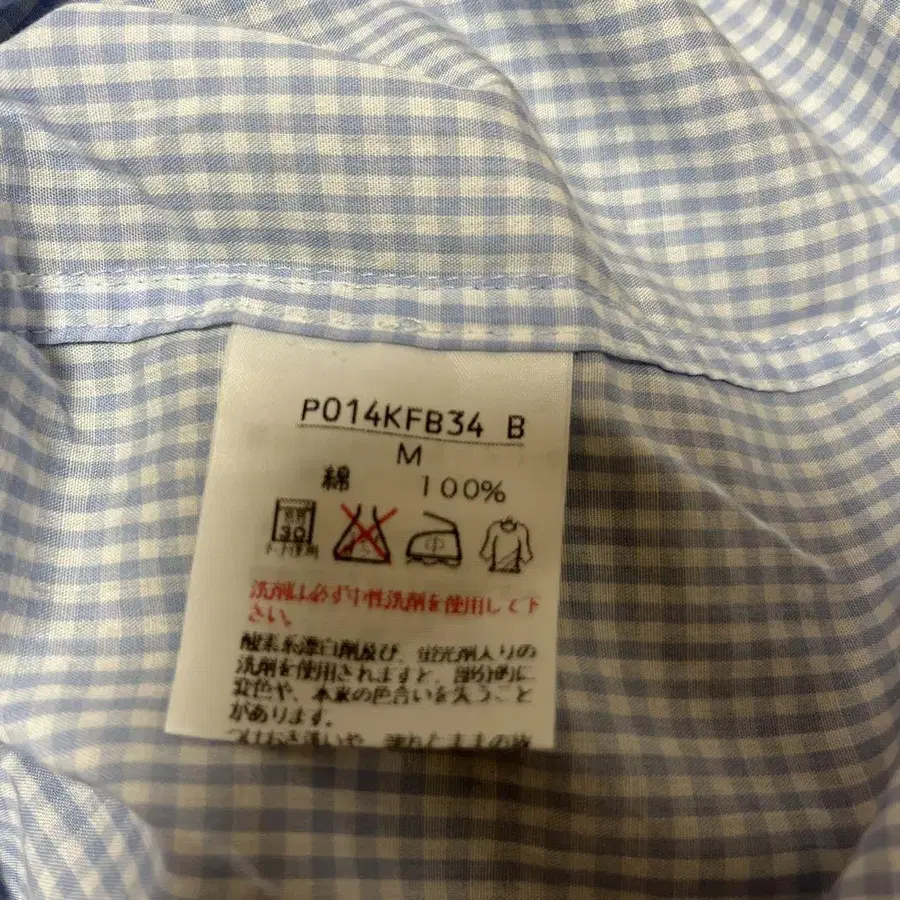 P014KFB34 B
M
綿 100%
30
中
洗剤は必ず中性洗剤を使用して下
さい。
酸素系漂白剤及び、蛍光剤入りの
洗剤を使用されますと、部分的に
変色や、本来の色合いを失うこと
があります。